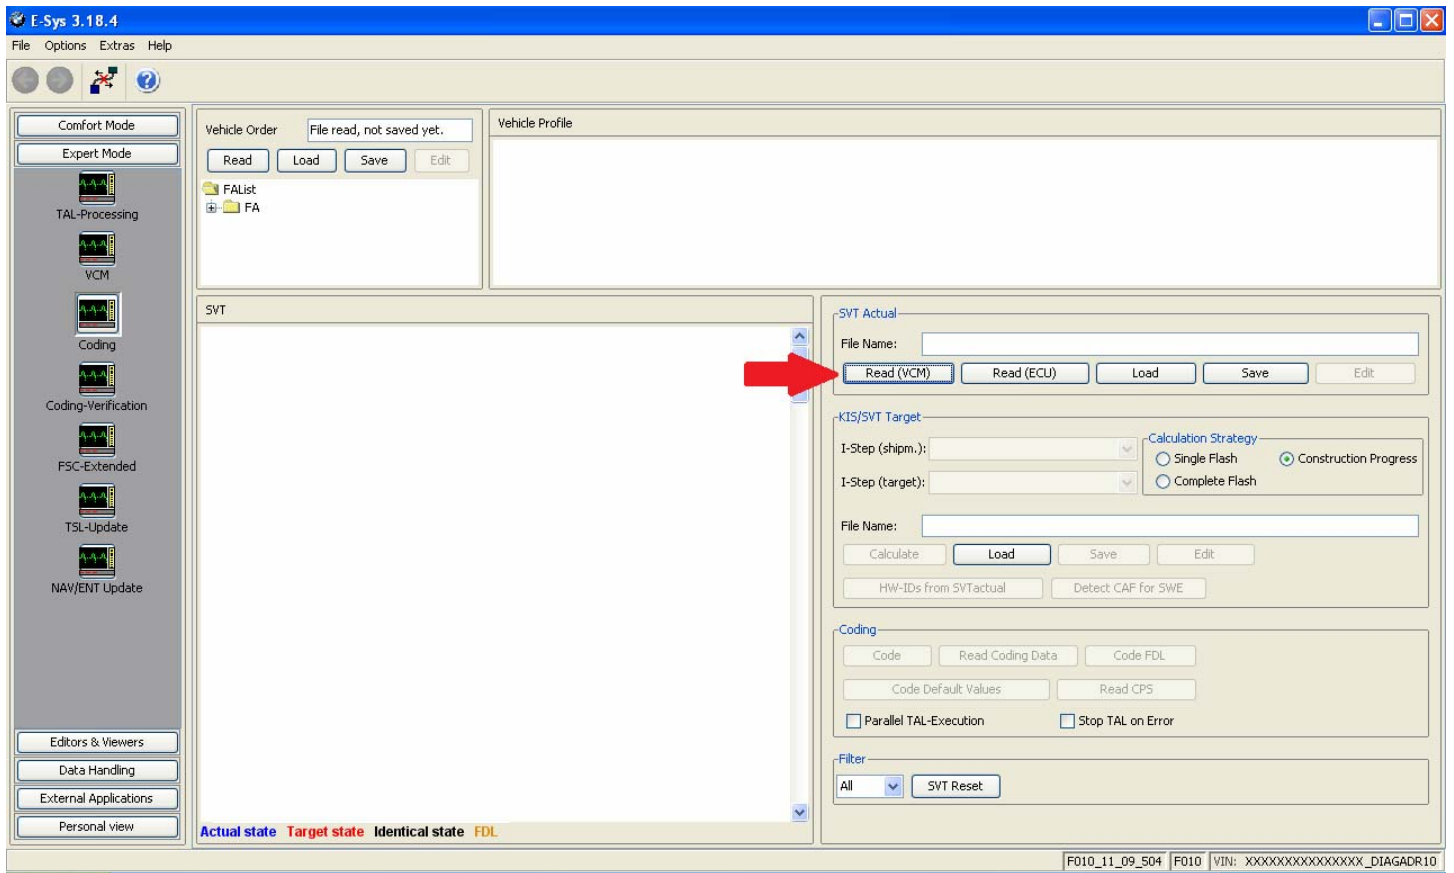 E-Sys 3.18.4
File Options Extras Help
Comfort Mode
Expert Mode
TAL-Processing
VCM
Coding
Coding-Verification
FSC-Extended
TSL-Update
NAV/ENT Update
Editors & Viewers
Data Handling
External Applications
Personal view
Vehicle Order File read, not saved yet.
Read Load Save Edit
FAList
FA
Vehicle Profile
SVT
Actual state Target state Identical state FDL
SVT Actual
File Name:
Read (VCM) Read (ECU) Load Save Edit
KIS/SVT Target
I-Step (shipm.):
I-Step (target):
Calculation Strategy
Single Flash Construction Progress
Complete Flash
File Name:
Calculate Load Save Edit
HW-IDs from SVTactual Detect CAF for SWE
Coding
Code Read Coding Data Code FDL
Code Default Values Read CPS
Parallel TAL-Execution Stop TAL on Error
Filter
All SVT Reset
F010_11_09_504 F010 VIN: XXXXXXXXXXXXXXX_DIAGADR10